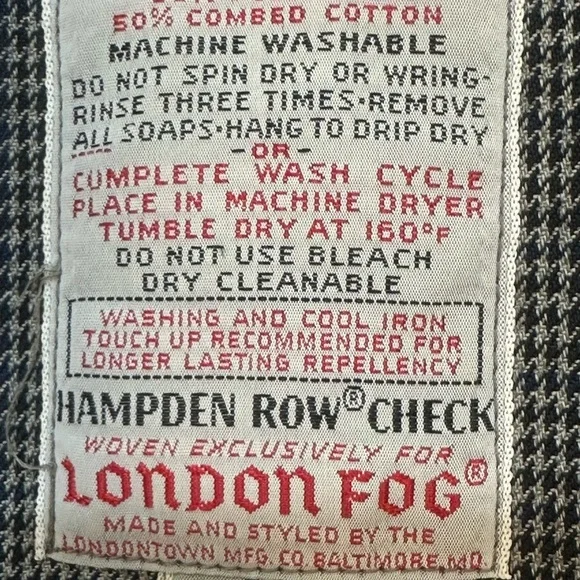 50% COMBED COTTON
MACHINE WASHABLE
DO NOT SPIN DRY OR WRING-
RINSE THREE TIMES·REMOVE
ALL SOAPS·HANG TO DRIP DRY
-OR-
COMPLETE WASH CYCLE
PLACE IN MACHINE DRYER
TUMBLE DRY AT 160°F
DO NOT USE BLEACH
DRY CLEANABLE
WASHING AND COOL IRON
TOUCH UP RECOMMENDED FOR
LONGER LASTING REPELLENCY
HAMPDEN ROW® CHECK
WOVEN EXCLUSIVELY FOR
LONDON FOG®
MADE AND STYLED BY THE
LONDONTOWN MFG. CO. BALTIMORE, MD.